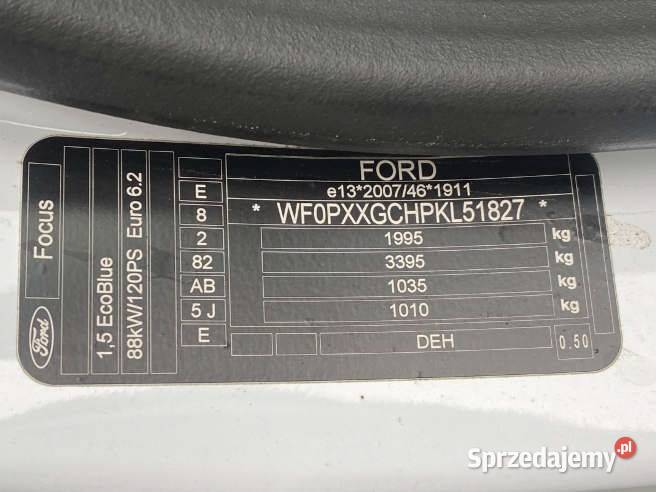 Ford
Focus
1,5 EcoBlue
88kW/120PS Euro 6.2
E
8
2
82
AB
5 J
E
FORD
e13*2007/46*1911
* WF0PXXGCHPKL51827 *
1995 kg
3395 kg
1035 kg
1010 kg
DEH
0.50
Sprzedajemy.pl